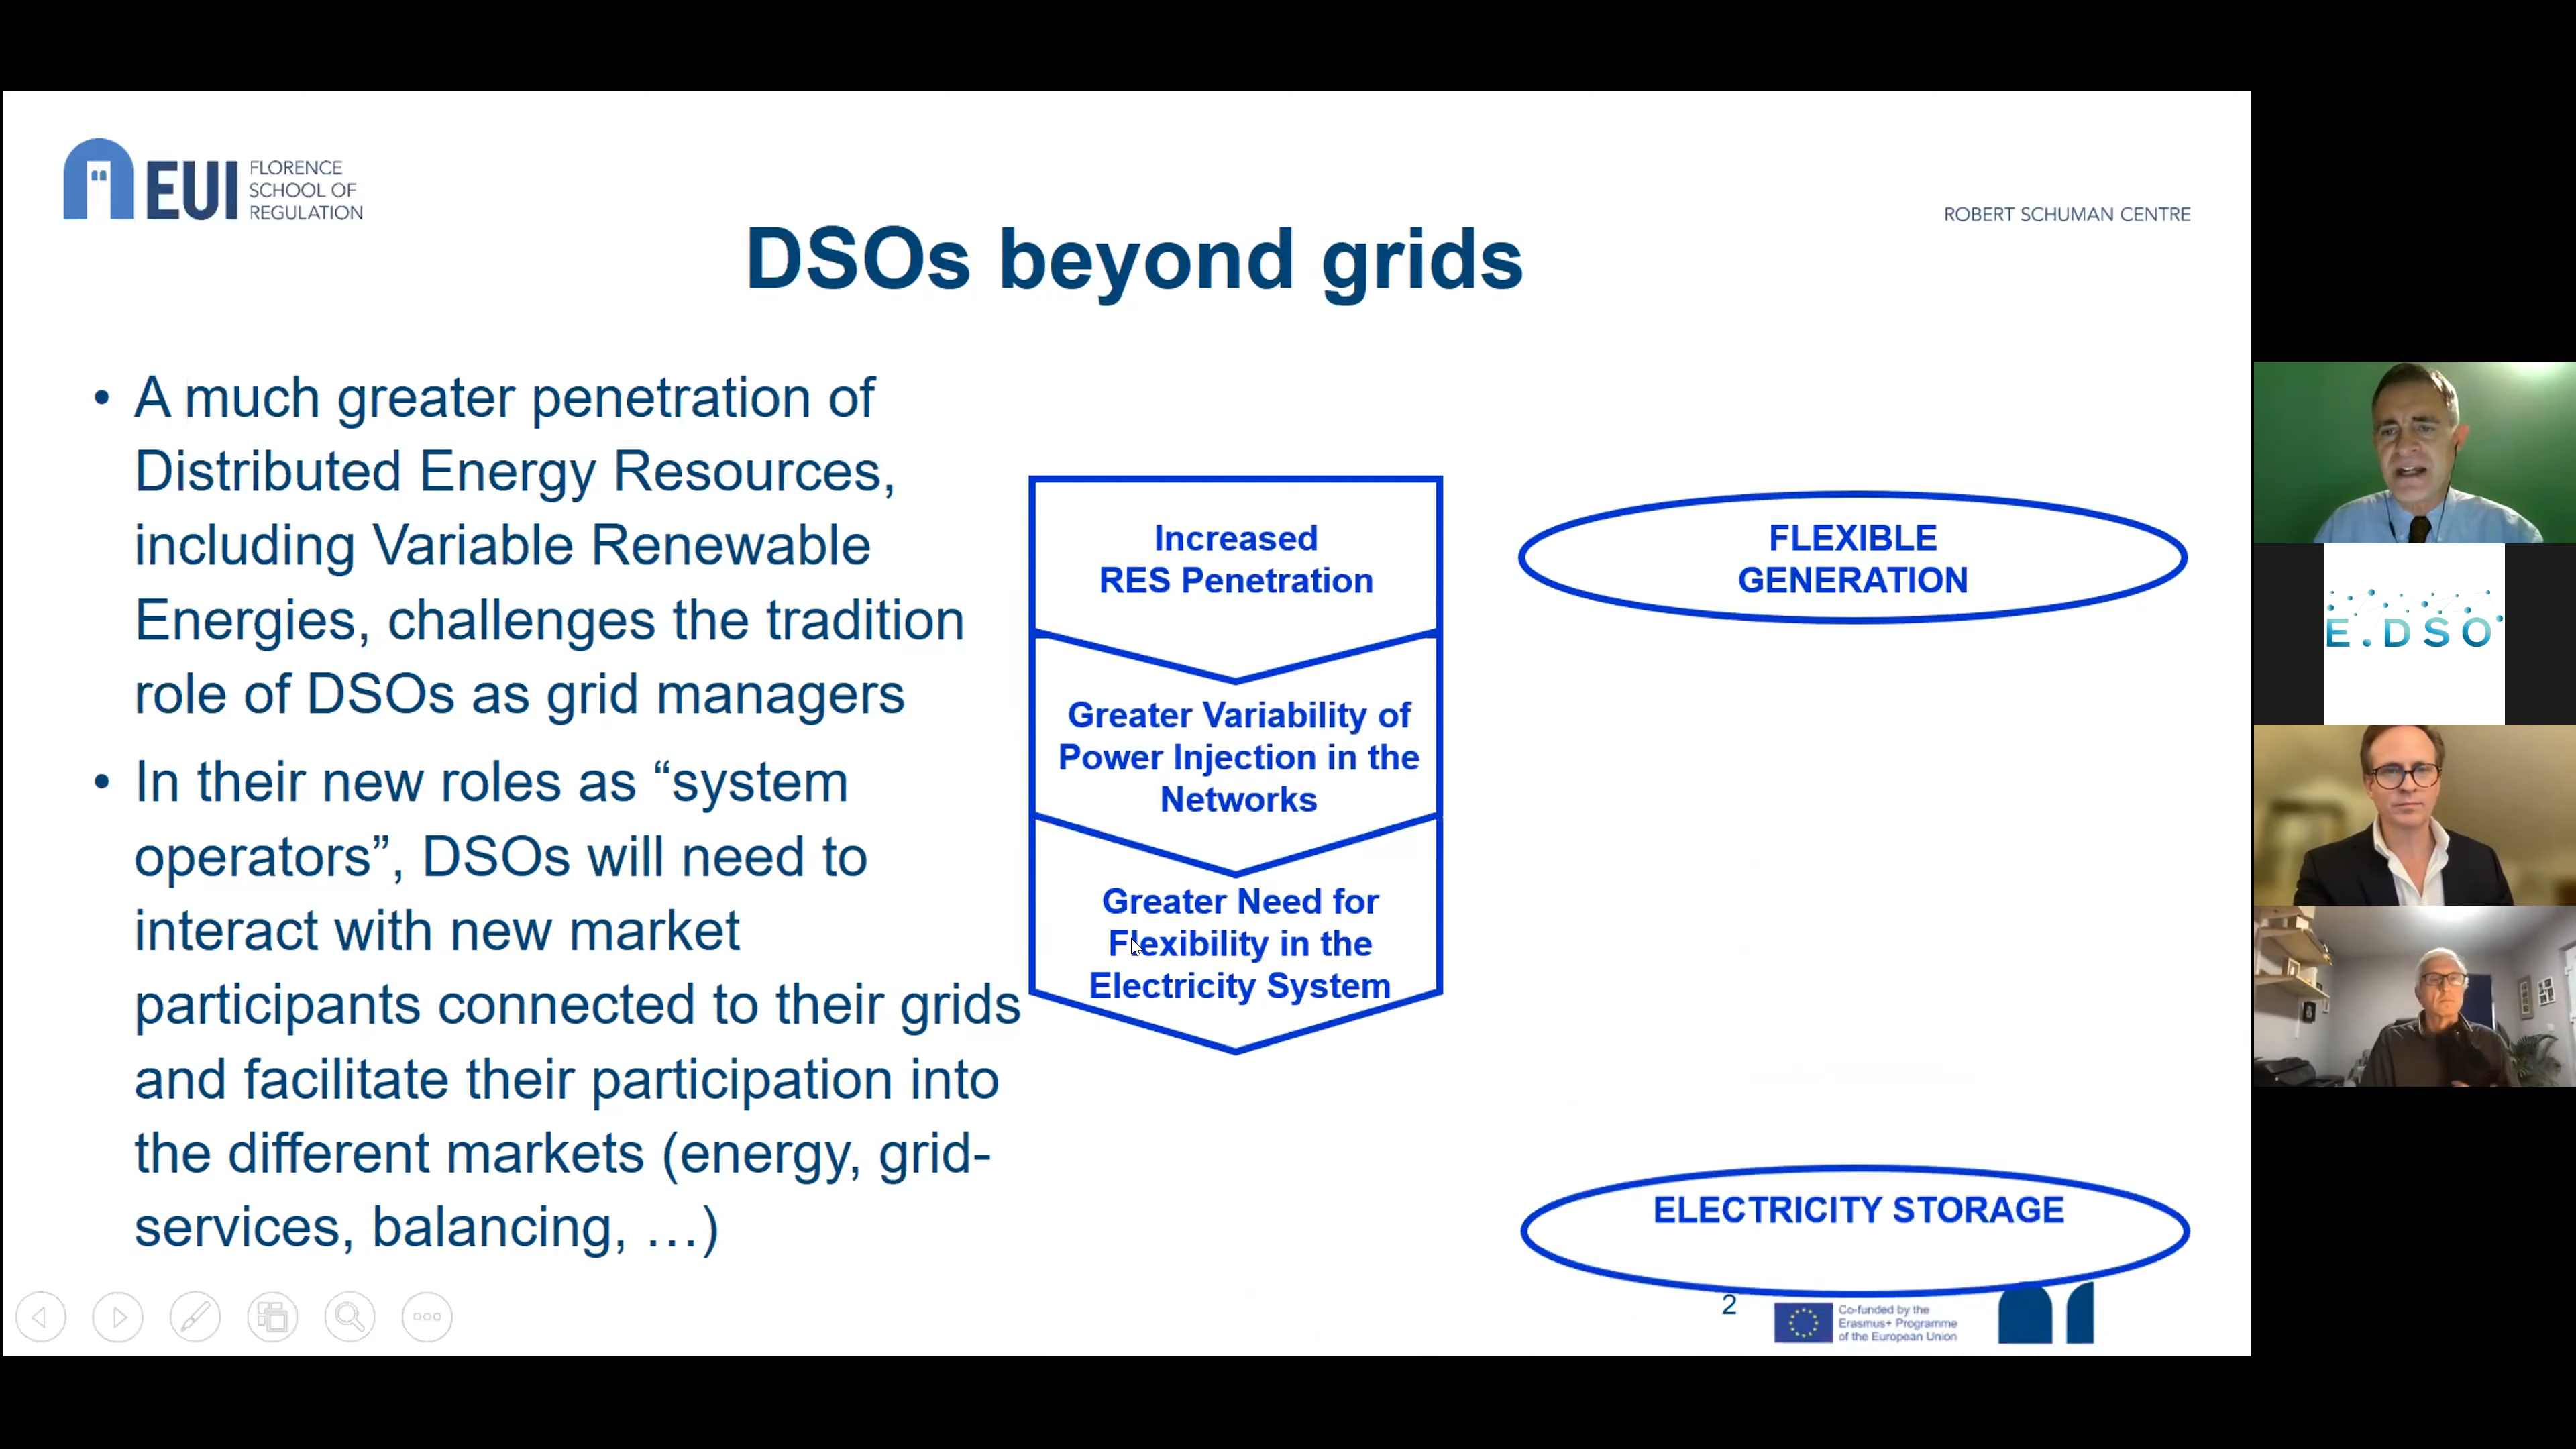 EUI
FLORENCE
SCHOOL OF
REGULATION
ROBERT SCHUMAN CENTRE
DSOs beyond grids
• A much greater penetration of
Distributed Energy Resources,
including Variable Renewable
Energies, challenges the tradition
role of DSOs as grid managers
• In their new roles as “system
operators”, DSOs will need to
interact with new market
participants connected to their grids
and facilitate their participation into
the different markets (energy, grid-
services, balancing, …)
Increased
RES Penetration
Greater Variability of
Power Injection in the
Networks
Greater Need for
Flexibility in the
Electricity System
FLEXIBLE
GENERATION
ELECTRICITY STORAGE
2
Co-funded by the
Erasmus+ Programme
of the European Union
E.DSO